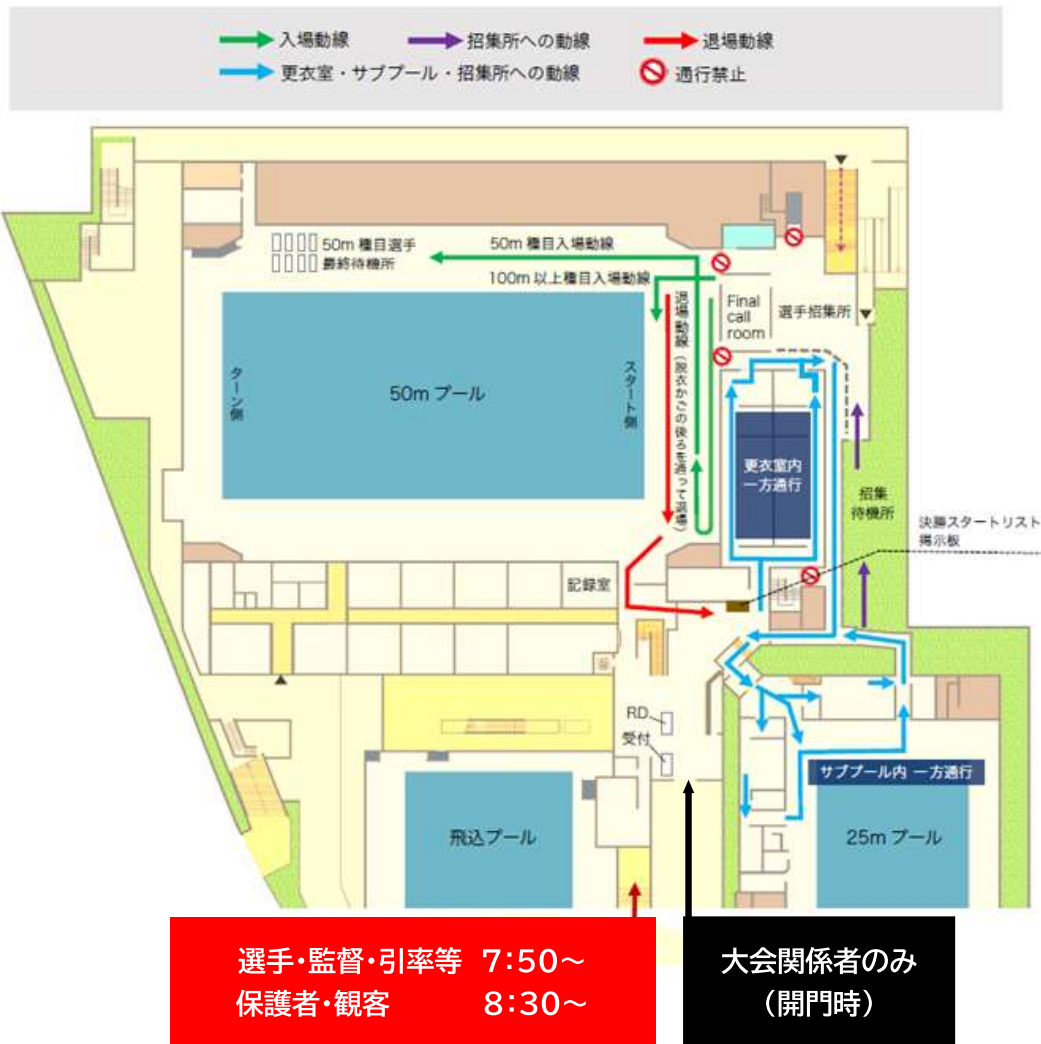 入場動線
招集所への動線
退場動線
更衣室・サブプール・招集所への動線
通行禁止
50m 種目選手
最終待機所
50m 種目入場動線
100m 以上種目入場動線
退場動線（脱衣かごの後ろを通って退場）
Final
call
room
選手招集所
ターン側
50m プール
スタート側
更衣室内
一方通行
招集
待機所
決勝スタートリスト
掲示板
記録室
RD
受付
サブプール内 一方通行
飛込プール
25m プール
選手・監督・引率等 7:50～
保護者・観客 8:30～
大会関係者のみ
（開門時）